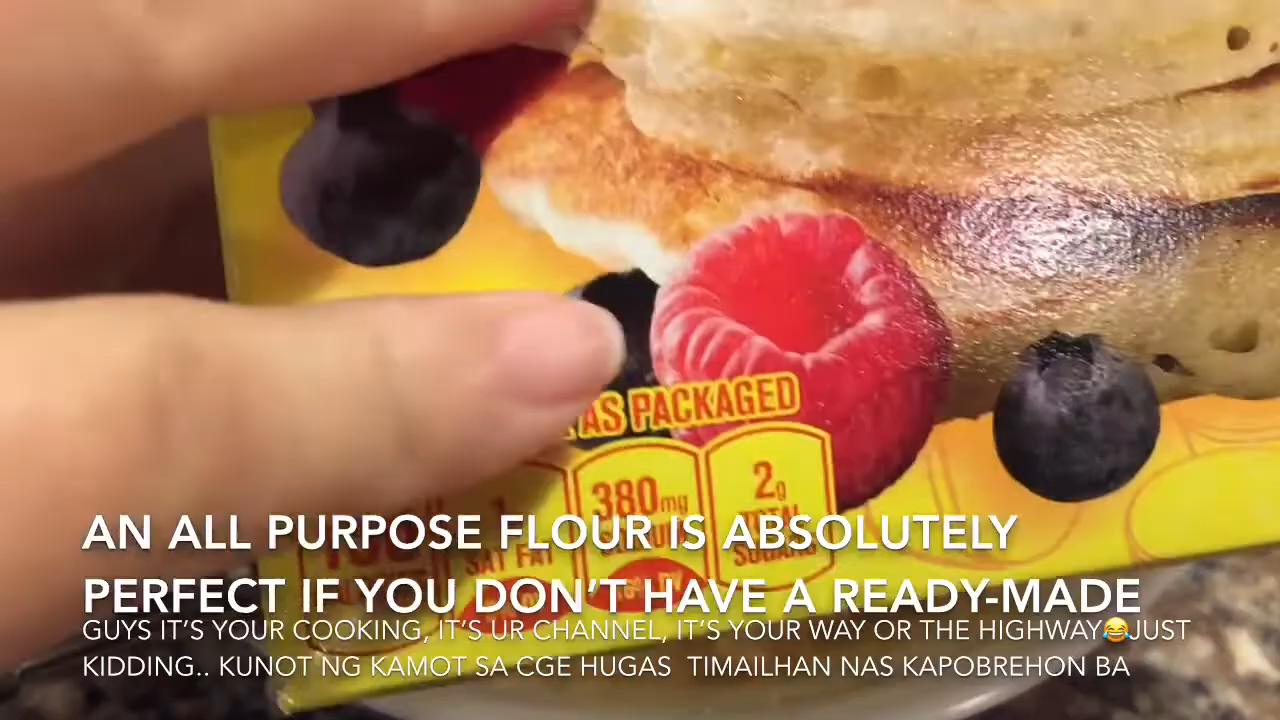 AS PACKAGED
380mg
2g
TOTAL
SAT FAT
SUGARS
AN ALL PURPOSE FLOUR IS ABSOLUTELY
PERFECT IF YOU DON’T HAVE A READY-MADE
GUYS IT’S YOUR COOKING, IT’S UR CHANNEL, IT’S YOUR WAY OR THE HIGHWAY😂JUST
KIDDING.. KUNOT NG KAMOT SA CGE HUGAS TIMAILHAN NAS KAPOBREHON BA